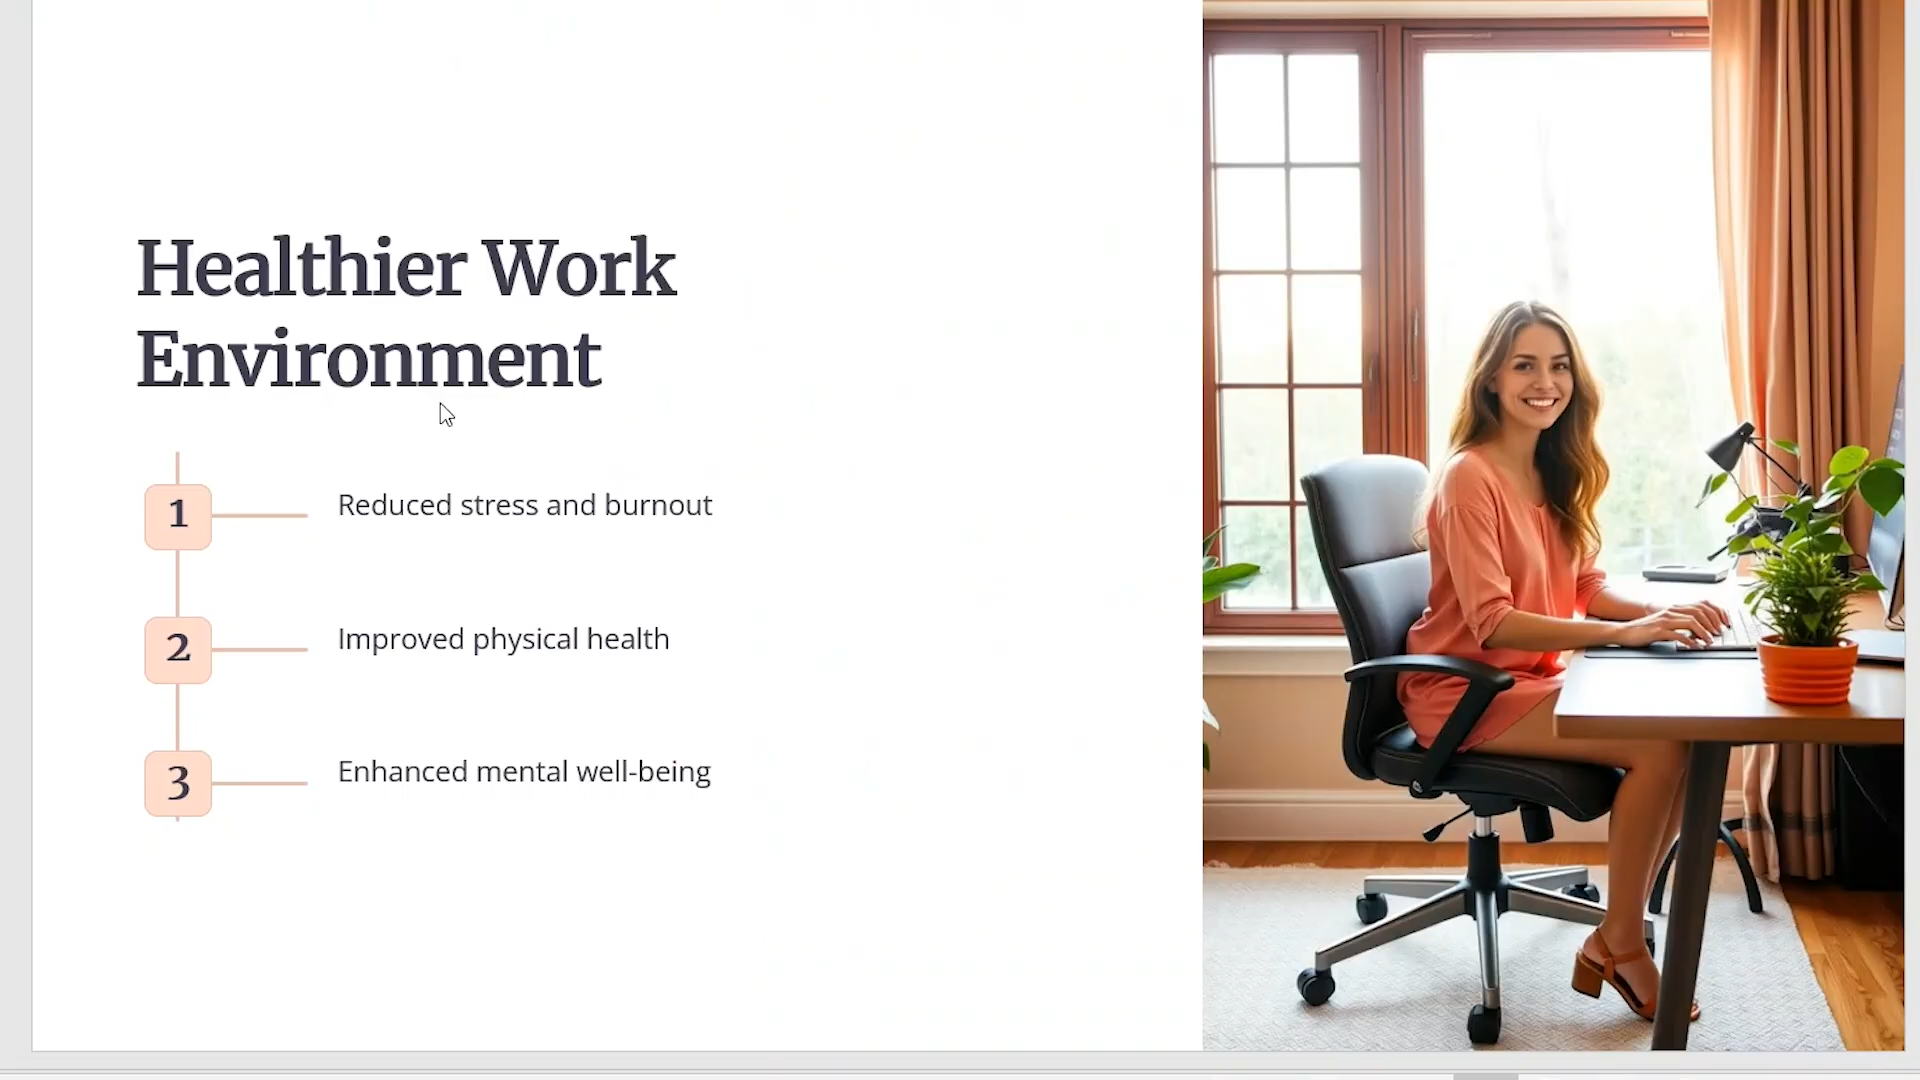 Healthier Work
Environment
1
Reduced stress and burnout
2
Improved physical health
3
Enhanced mental well-being